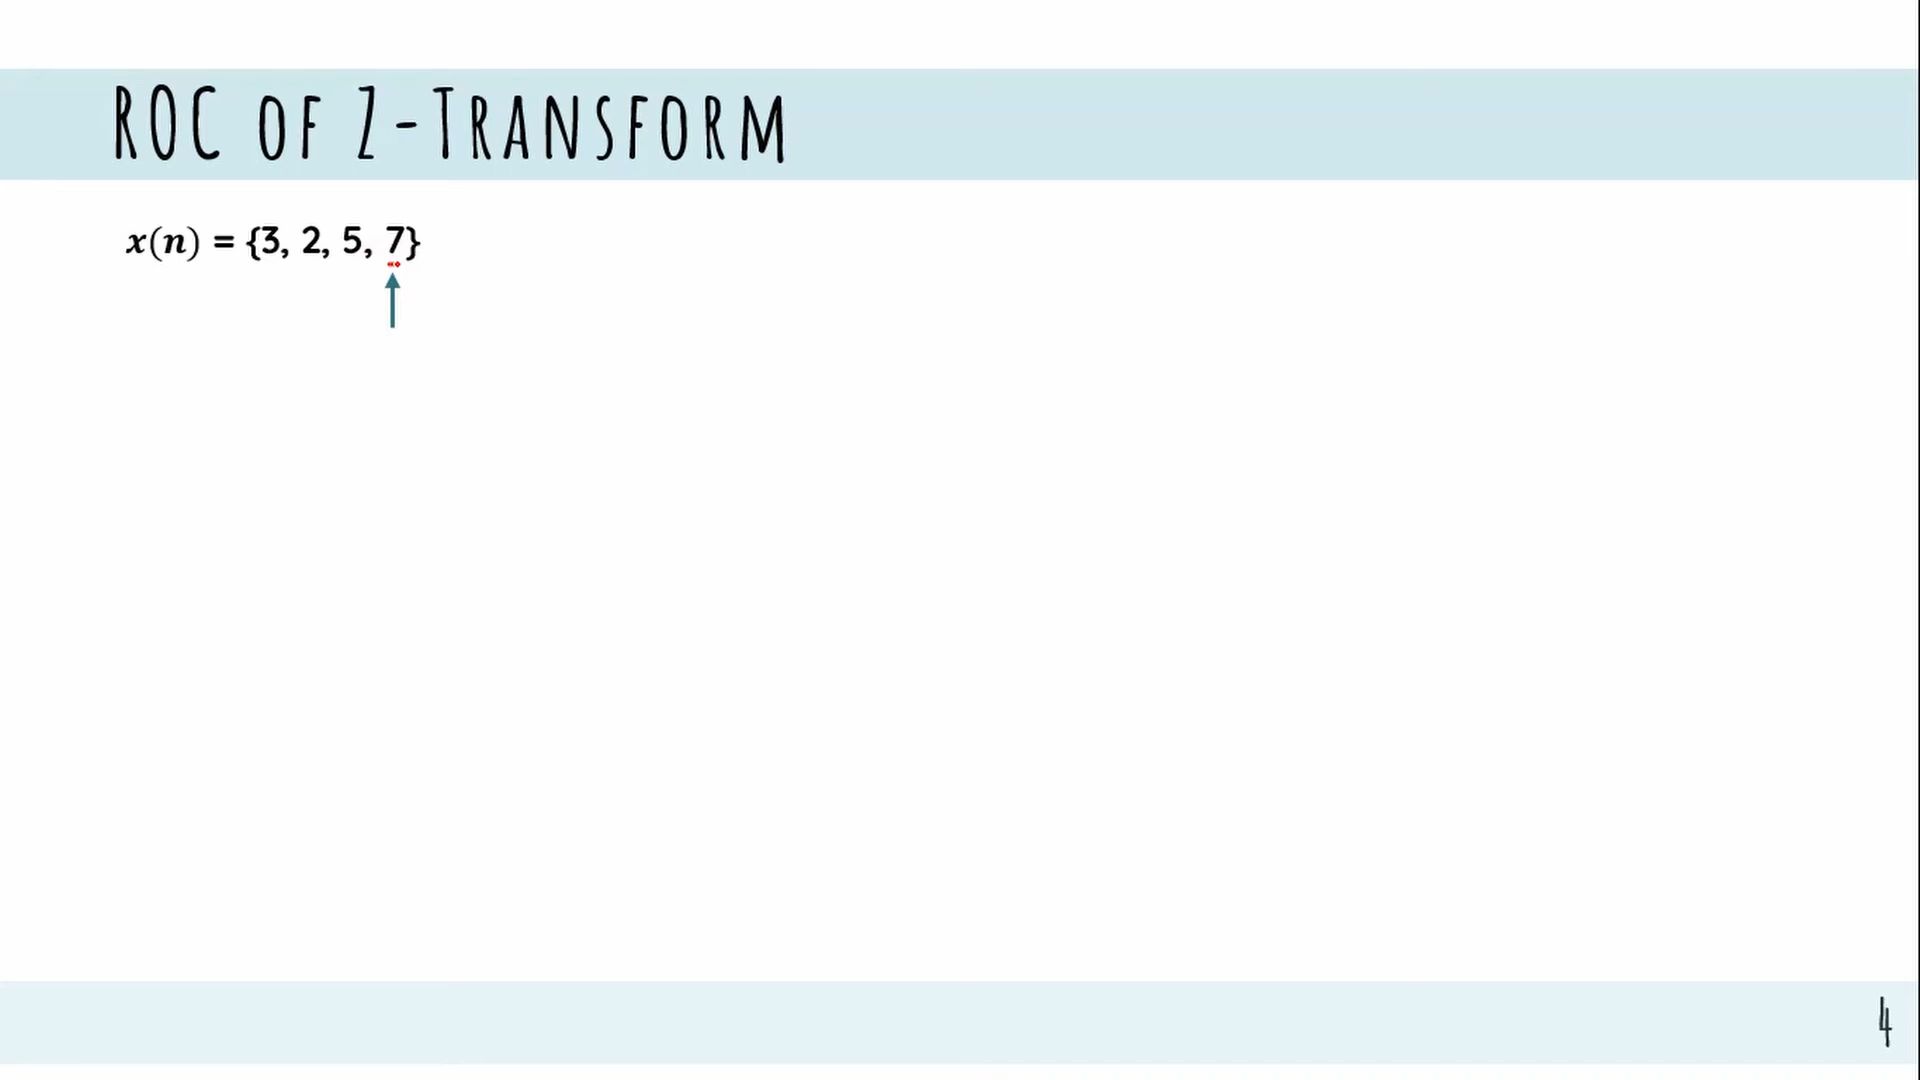 ROC OF Z-TRANSFORM
x(n) = {3, 2, 5, 7}
4